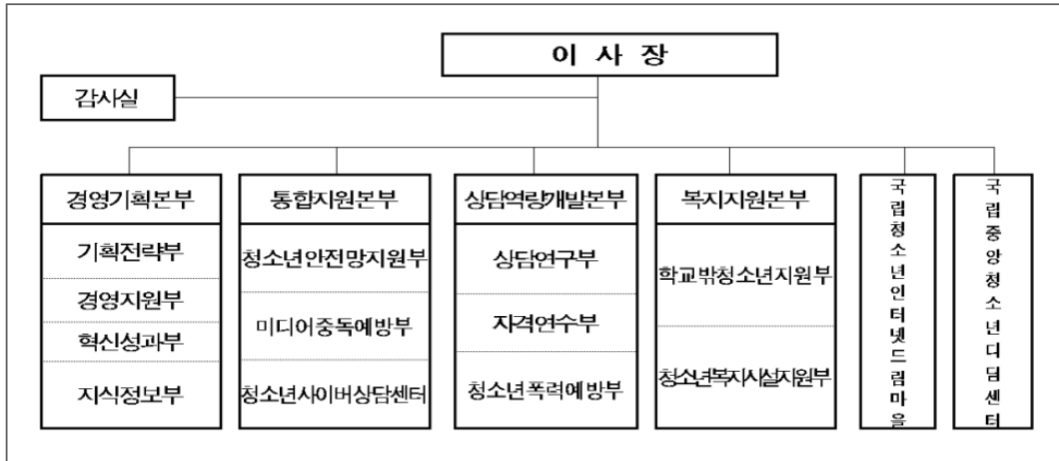 이 사 장
감사실
경영기획본부
기획전략부
경영지원부
혁신성과부
지식정보부
통합지원본부
청소년안전망지원부
미디어중독예방부
청소년사이버상담센터
상담역량개발본부
상담연구부
자격연수부
청소년폭력예방부
복지지원본부
학교밖청소년지원부
청소년복지시설지원부
국립청소년인터넷드림마을
국립중앙청소년디딤센터